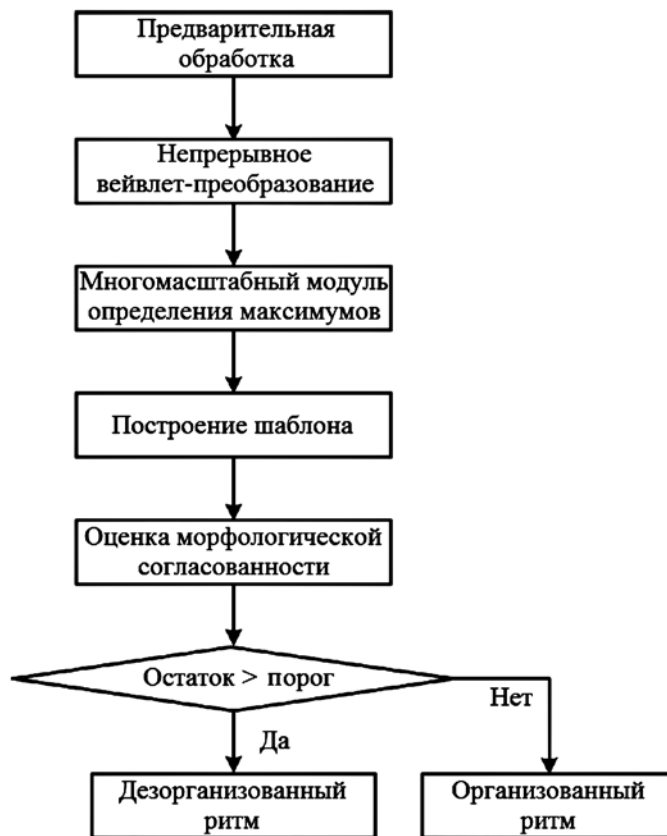 Предварительная
обработка
Непрерывное
вейвлет-преобразование
Многомасштабный модуль
определения максимумов
Построение шаблона
Оценка морфологической
согласованности
Остаток > порог
Нет
Да
Дезорганизованный
ритм
Организованный
ритм